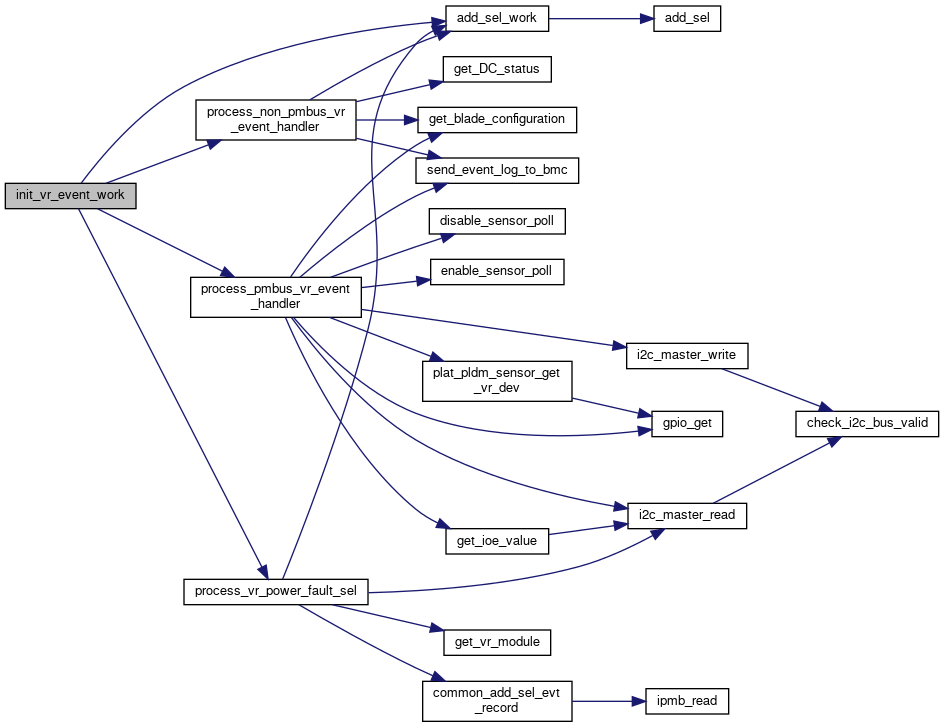 add_sel_work
add_sel
get_DC_status
process_non_pmbus_vr
_event_handler
get_blade_configuration
send_event_log_to_bmc
init_vr_event_work
disable_sensor_poll
enable_sensor_poll
process_pmbus_vr_event
_handler
i2c_master_write
plat_pldm_sensor_get
_vr_dev
gpio_get
check_i2c_bus_valid
i2c_master_read
get_ioe_value
process_vr_power_fault_sel
get_vr_module
common_add_sel_evt
_record
ipmb_read